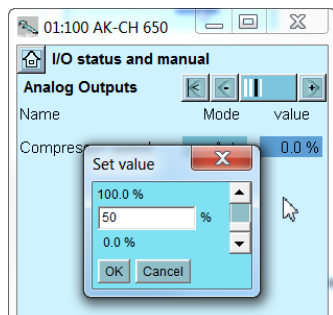 01:100 AK-CH 650
I/O status and manual
Analog Outputs
Name Mode value
Compres 0.0 %
Set value
100.0 %
50 %
0.0 %
OK Cancel